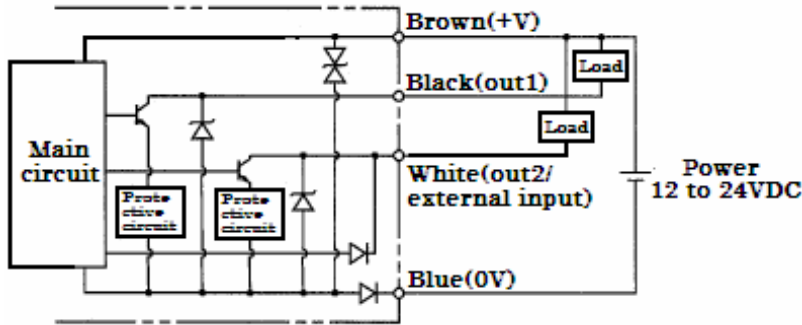 Brown(+V)
Load
Black(out1)
Load
Main
circuit
White(out2/
external input)
Power
12 to 24VDC
Prote
ctive
circuit
Prote
ctive
circuit
Blue(0V)